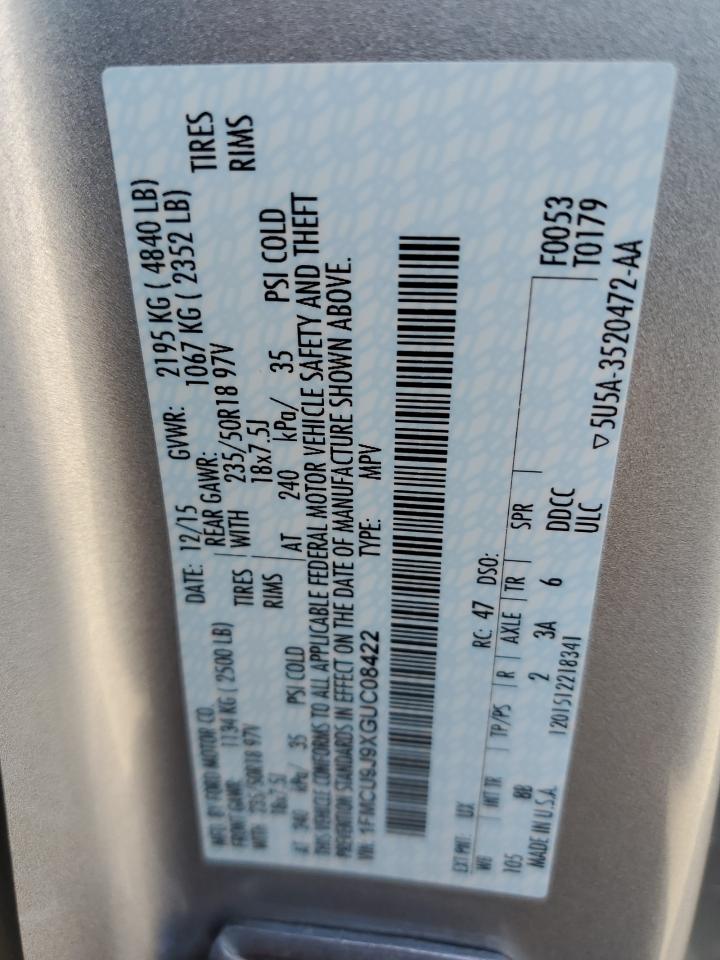 MFD. BY FORD MOTOR CO.
DATE: 12/15 GVWR: 2195 KG ( 4840 LB)
FRONT GAWR: 1134 KG ( 2500 LB) REAR GAWR: 1067 KG ( 2352 LB)
WITH 235/50R18 97V TIRES WITH 235/50R18 97V TIRES
18x7.5J RIMS 18x7.5J RIMS
AT 240 kPa/ 35 PSI COLD AT 240 kPa/ 35 PSI COLD
THIS VEHICLE CONFORMS TO ALL APPLICABLE FEDERAL MOTOR VEHICLE SAFETY AND THEFT
PREVENTION STANDARDS IN EFFECT ON THE DATE OF MANUFACTURE SHOWN ABOVE.
VIN: 1FMCU9J9XGUC08422 TYPE: MPV
EXT PNT: UX RC: 47 DSO:
WB INT TR TP/PS R AXLE TR SPR
105 8B 2 3A 6 DDCC
F0053
T0179
MADE IN U.S.A. 1201512218341 ULC
▽ 5U5A-3520472-AA